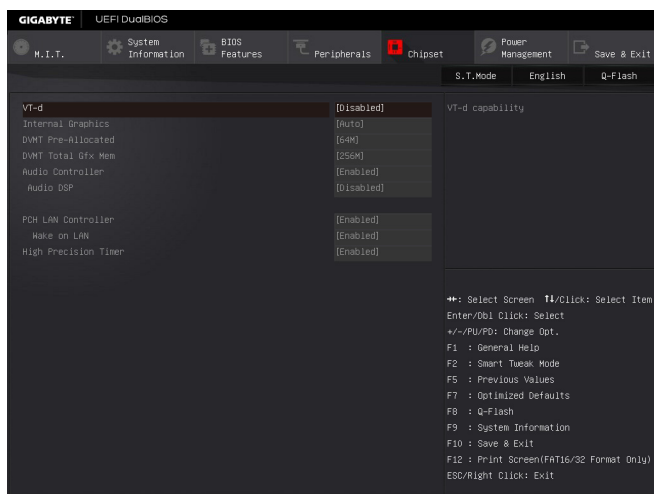 GIGABYTE™ UEFI DualBIOS
M.I.T.
System Information
BIOS Features
Peripherals
Chipset
Power Management
Save & Exit
S.T.Mode English Q-Flash
VT-d [Disabled]
Internal Graphics [Auto]
DVMT Pre-Allocated [64M]
DVMT Total Gfx Mem [256M]
Audio Controller [Enabled]
Audio DSP [Disabled]
PCH LAN Controller [Enabled]
Wake on LAN [Enabled]
High Precision Timer [Enabled]
VT-d capability
→←: Select Screen ↑↓/Click: Select Item
Enter/Dbl Click: Select
+/-/PU/PD: Change Opt.
F1 : General Help
F2 : Smart Tweak Mode
F5 : Previous Values
F7 : Optimized Defaults
F8 : Q-Flash
F9 : System Information
F10 : Save & Exit
F12 : Print Screen(FAT16/32 Format Only)
ESC/Right Click: Exit